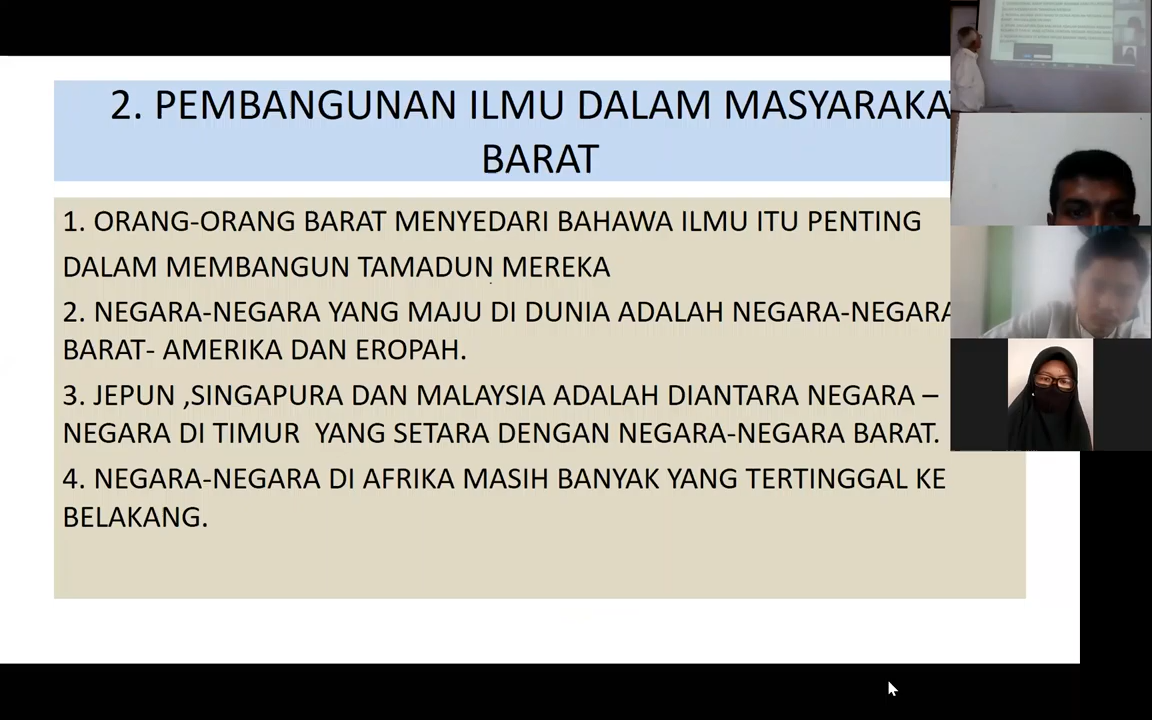 2. PEMBANGUNAN ILMU DALAM MASYARAKAT
BARAT
1. ORANG-ORANG BARAT MENYEDARI BAHAWA ILMU ITU PENTING
DALAM MEMBANGUN TAMADUN MEREKA
2. NEGARA-NEGARA YANG MAJU DI DUNIA ADALAH NEGARA-NEGARA
BARAT- AMERIKA DAN EROPAH.
3. JEPUN ,SINGAPURA DAN MALAYSIA ADALAH DIANTARA NEGARA –
NEGARA DI TIMUR  YANG SETARA DENGAN NEGARA-NEGARA BARAT.
4. NEGARA-NEGARA DI AFRIKA MASIH BANYAK YANG TERTINGGAL KE
BELAKANG.